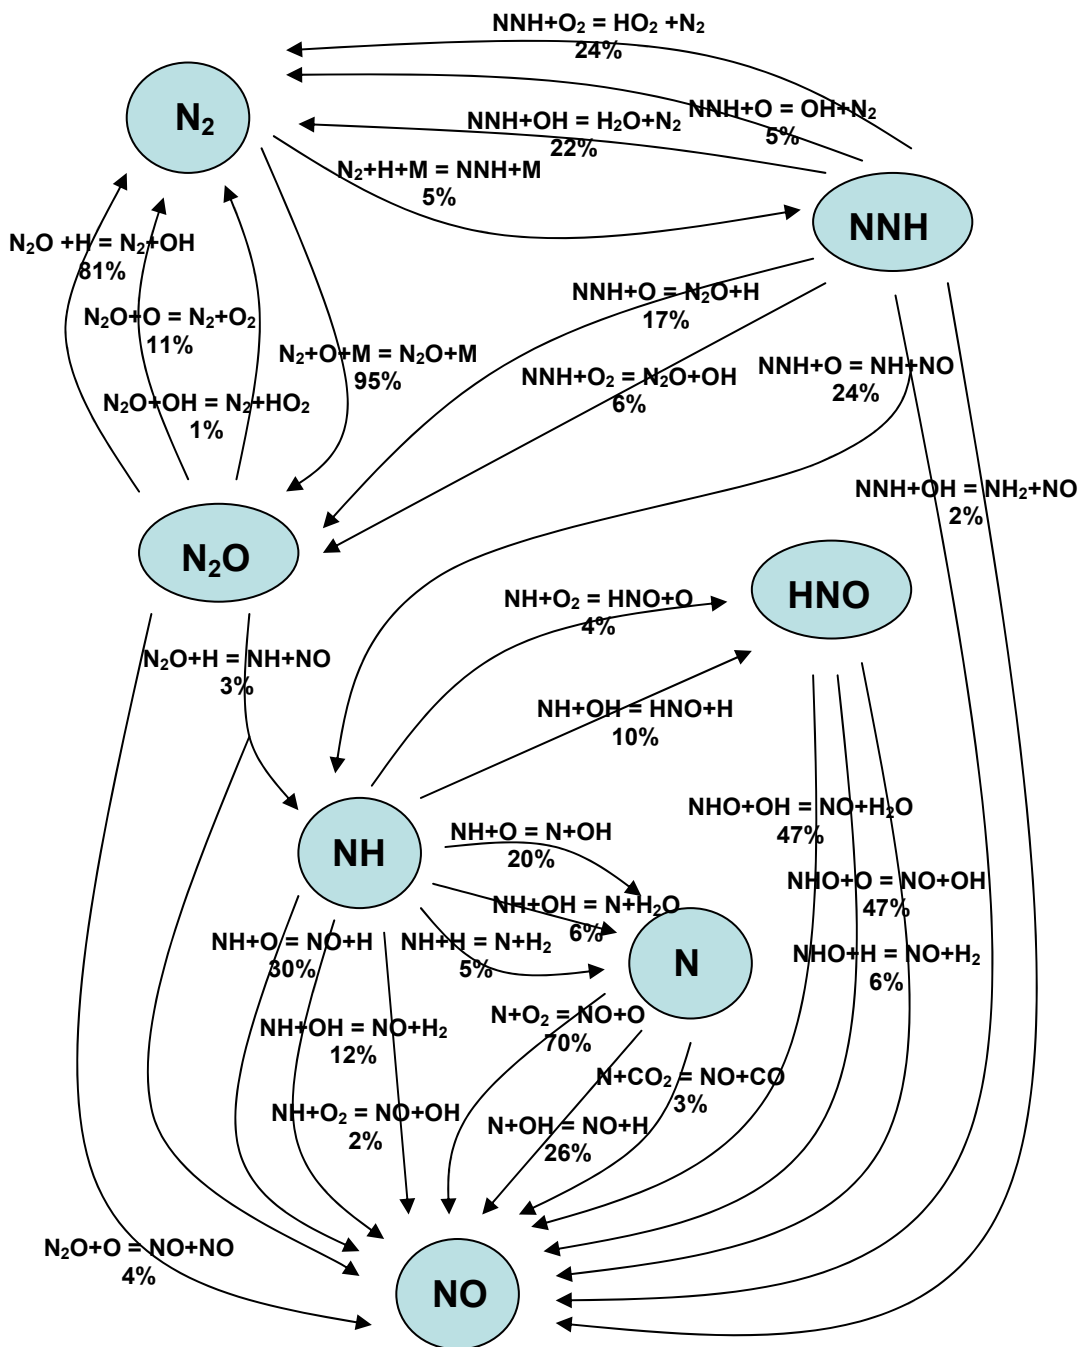 NNH+O₂ = HO₂ +N₂
24%
N₂
NNH+O = OH+N₂
5%
NNH+OH = H₂O+N₂
22%
N₂+H+M = NNH+M
5%
NNH
N₂O +H = N₂+OH
81%
NNH+O = N₂O+H
17%
N₂O+O = N₂+O₂
11%
N₂+O+M = N₂O+M
95%
NNH+O₂ = N₂O+OH
6%
NNH+O = NH+NO
24%
N₂O+OH = N₂+HO₂
1%
NNH+OH = NH₂+NO
2%
N₂O
HNO
NH+O₂ = HNO+O
4%
N₂O+H = NH+NO
3%
NH+OH = HNO+H
10%
NHO+OH = NO+H₂O
47%
NH
NH+O = N+OH
20%
NHO+O = NO+OH
47%
NH+OH = N+H₂O
6%
NH+O = NO+H
30%
NH+H = N+H₂
5%
N
NHO+H = NO+H₂
6%
N+O₂ = NO+O
70%
NH+OH = NO+H₂
12%
N+CO₂ = NO+CO
3%
NH+O₂ = NO+OH
2%
N+OH = NO+H
26%
N₂O+O = NO+NO
4%
NO